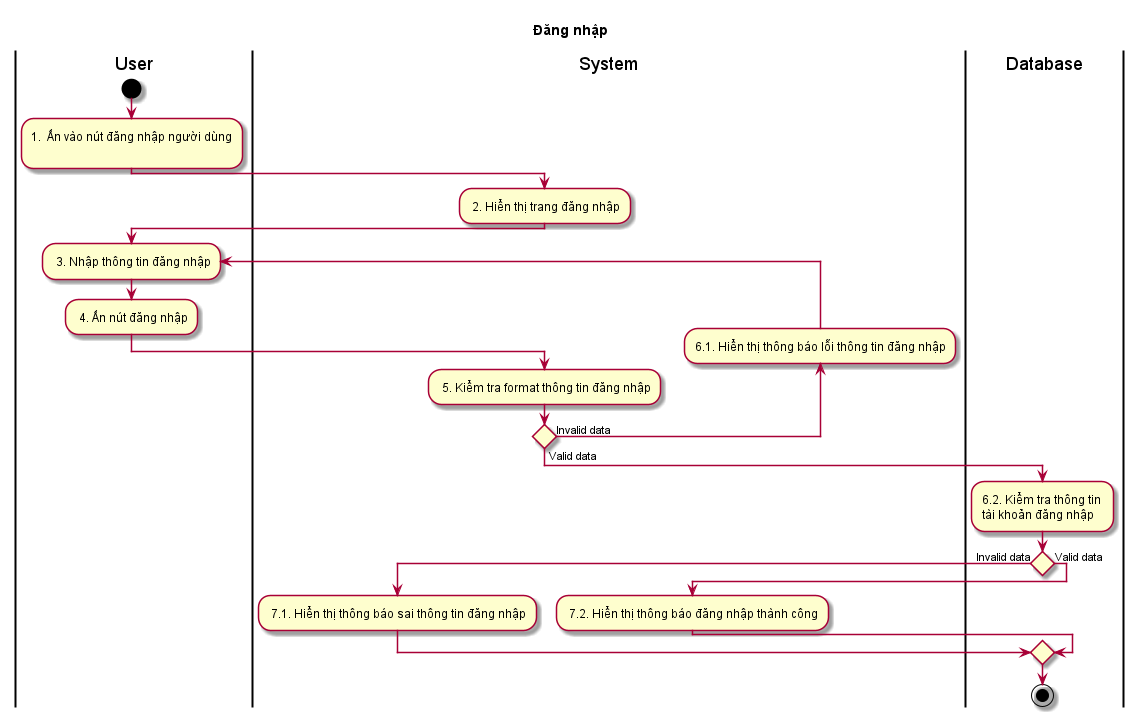 Đăng nhập
User
System
Database
1.  Ấn vào nút đăng nhập người dùng
2. Hiển thị trang đăng nhập
3. Nhập thông tin đăng nhập
4. Ấn nút đăng nhập
6.1. Hiển thị thông báo lỗi thông tin đăng nhập
5. Kiểm tra format thông tin đăng nhập
Invalid data
Valid data
6.2. Kiểm tra thông tin
tài khoản đăng nhập
Invalid data
Valid data
7.1. Hiển thị thông báo sai thông tin đăng nhập
7.2. Hiển thị thông báo đăng nhập thành công